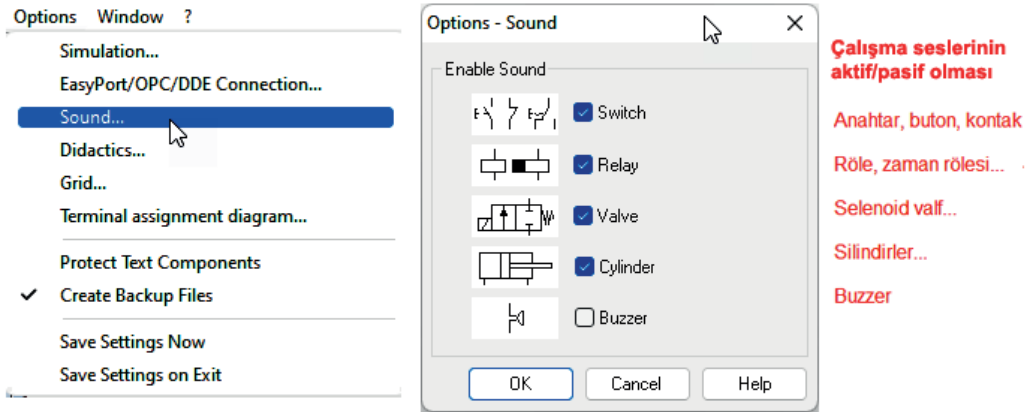 Options Window ?
Simulation...
EasyPort/OPC/DDE Connection...
Sound...
Didactics...
Grid...
Terminal assignment diagram...
Protect Text Components
Create Backup Files
Save Settings Now
Save Settings on Exit
Options - Sound
Enable Sound
Switch
Relay
Valve
Cylinder
Buzzer
OK Cancel Help
Çalışma seslerinin
aktif/pasif olması
Anahtar, buton, kontak
Röle, zaman rölesi...
Selenoid valf...
Silindirler...
Buzzer